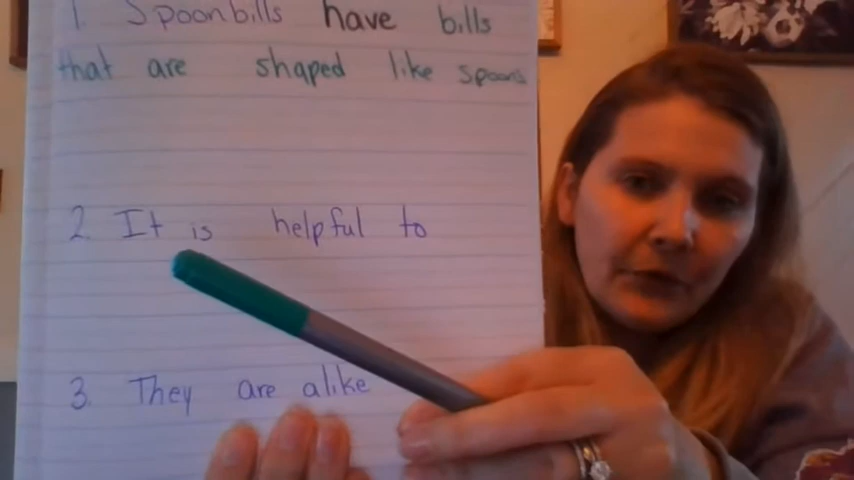 1. Spoonbills have bills
that are shaped like spoons
2. It is helpful to
3. They are alike